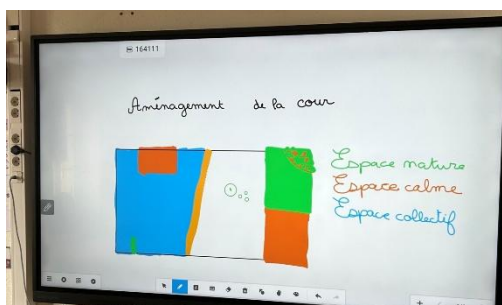 164111
Aménagement de la cour
Espace nature
Espace calme
Espace collectif